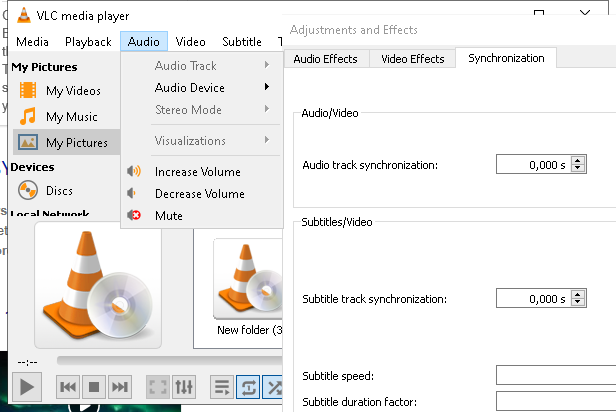 VLC media player
Media Playback Audio Video Subtitle T
My Pictures
My Videos
My Music
My Pictures
Devices
Discs
Local Network
Audio Track
Audio Device
Stereo Mode
Visualizations
Increase Volume
Decrease Volume
Mute
New folder (3
--:--
Adjustments and Effects
Audio Effects Video Effects Synchronization
Audio/Video
Audio track synchronization: 0,000 s
Subtitles/Video
Subtitle track synchronization: 0,000 s
Subtitle speed:
Subtitle duration factor: